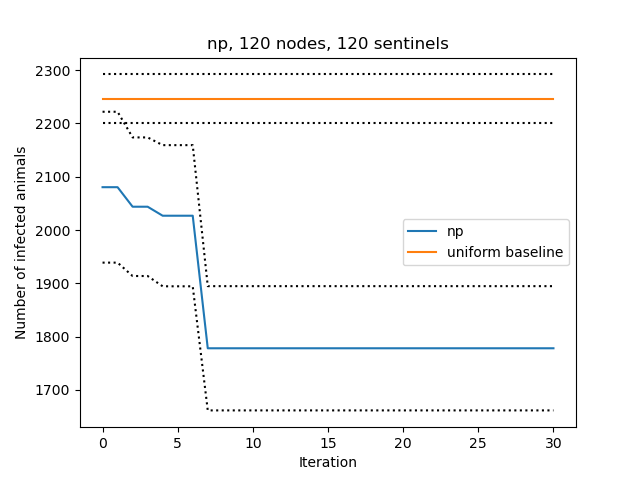 np, 120 nodes, 120 sentinels
2300
2200
2100
2000
1900
1800
1700
Number of infected animals
np
uniform baseline
0 5 10 15 20 25 30
Iteration